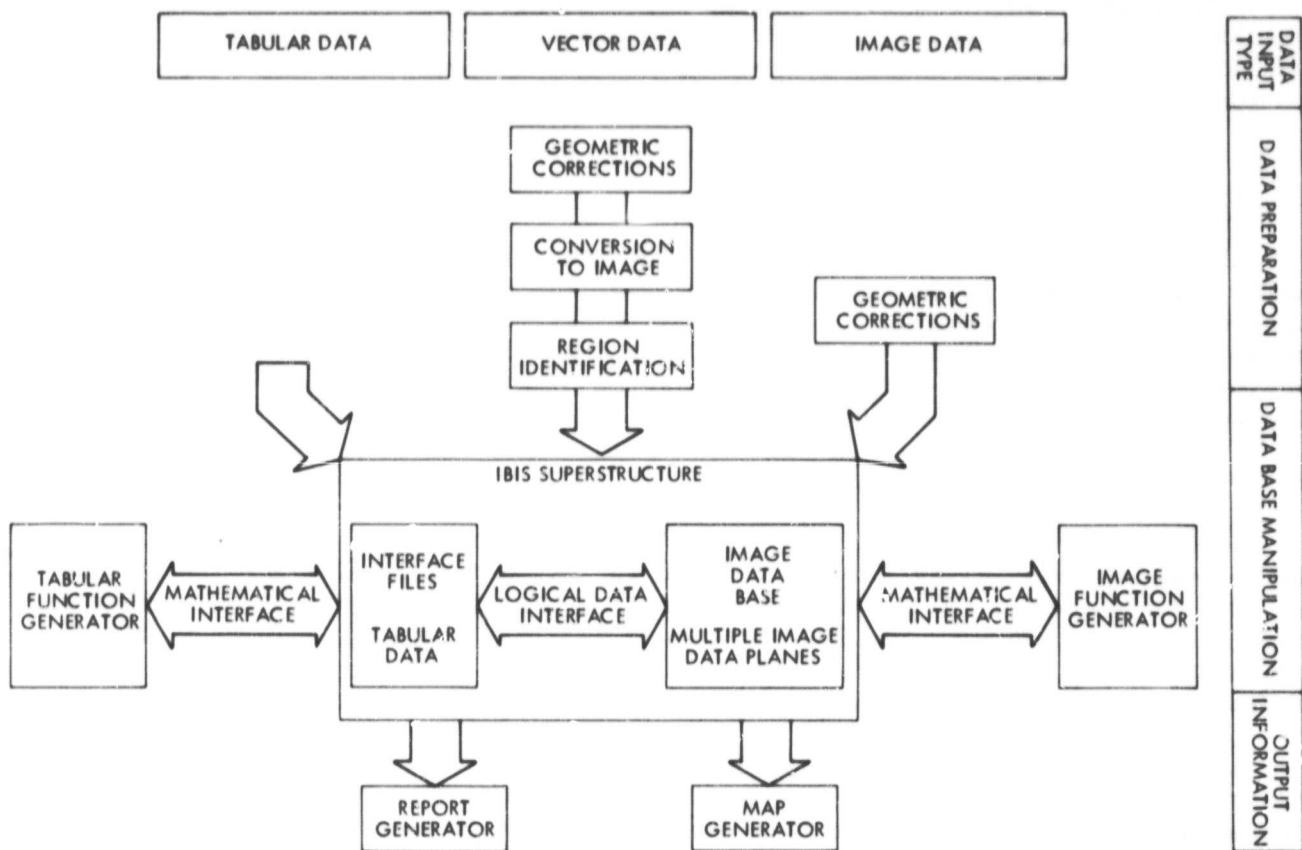 TABULAR DATA
VECTOR DATA
IMAGE DATA
DATA
INPUT
TYPE
GEOMETRIC
CORRECTIONS
CONVERSION
TO IMAGE
REGION
IDENTIFICATION
GEOMETRIC
CORRECTIONS
DATA PREPARATION
IBIS SUPERSTRUCTURE
TABULAR
FUNCTION
GENERATOR
MATHEMATICAL
INTERFACE
INTERFACE
FILES
TABULAR
DATA
LOGICAL DATA
INTERFACE
IMAGE
DATA
BASE
MULTIPLE IMAGE
DATA PLANES
MATHEMATICAL
INTERFACE
IMAGE
FUNCTION
GENERATOR
DATA BASE MANIPULATION
REPORT
GENERATOR
MAP
GENERATOR
OUTPUT
INFORMATION